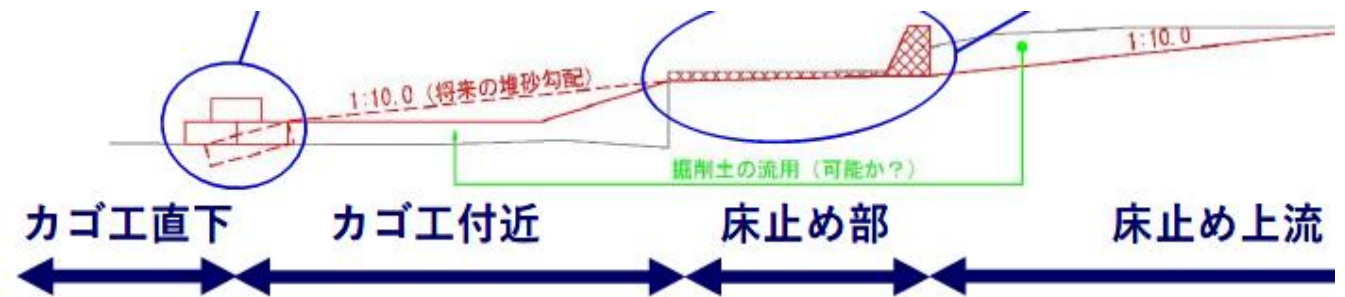 1:10.0
1:10.0 (将来の堆砂勾配)
掘削土の流用 (可能か?)
カゴ工直下
カゴ工付近
床止め部
床止め上流